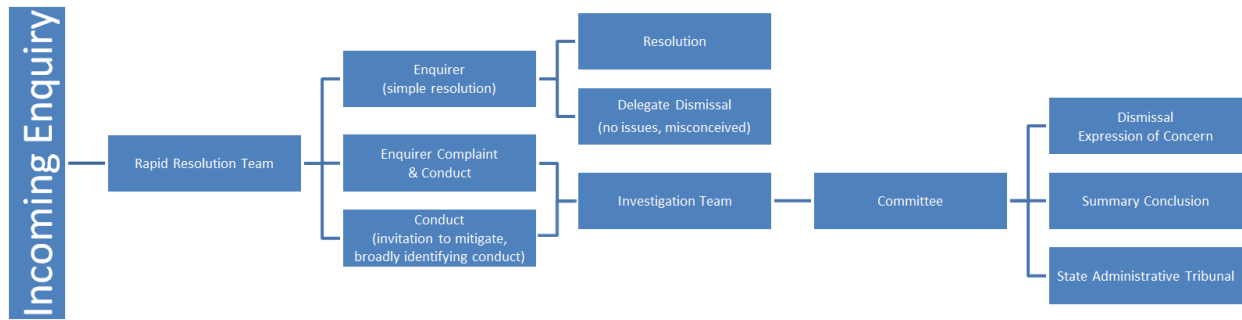 Incoming Enquiry
Rapid Resolution Team
Enquirer
(simple resolution)
Enquirer Complaint
& Conduct
Conduct
(invitation to mitigate,
broadly identifying conduct)
Resolution
Delegate Dismissal
(no issues, misconceived)
Investigation Team
Committee
Dismissal
Expression of Concern
Summary Conclusion
State Administrative Tribunal